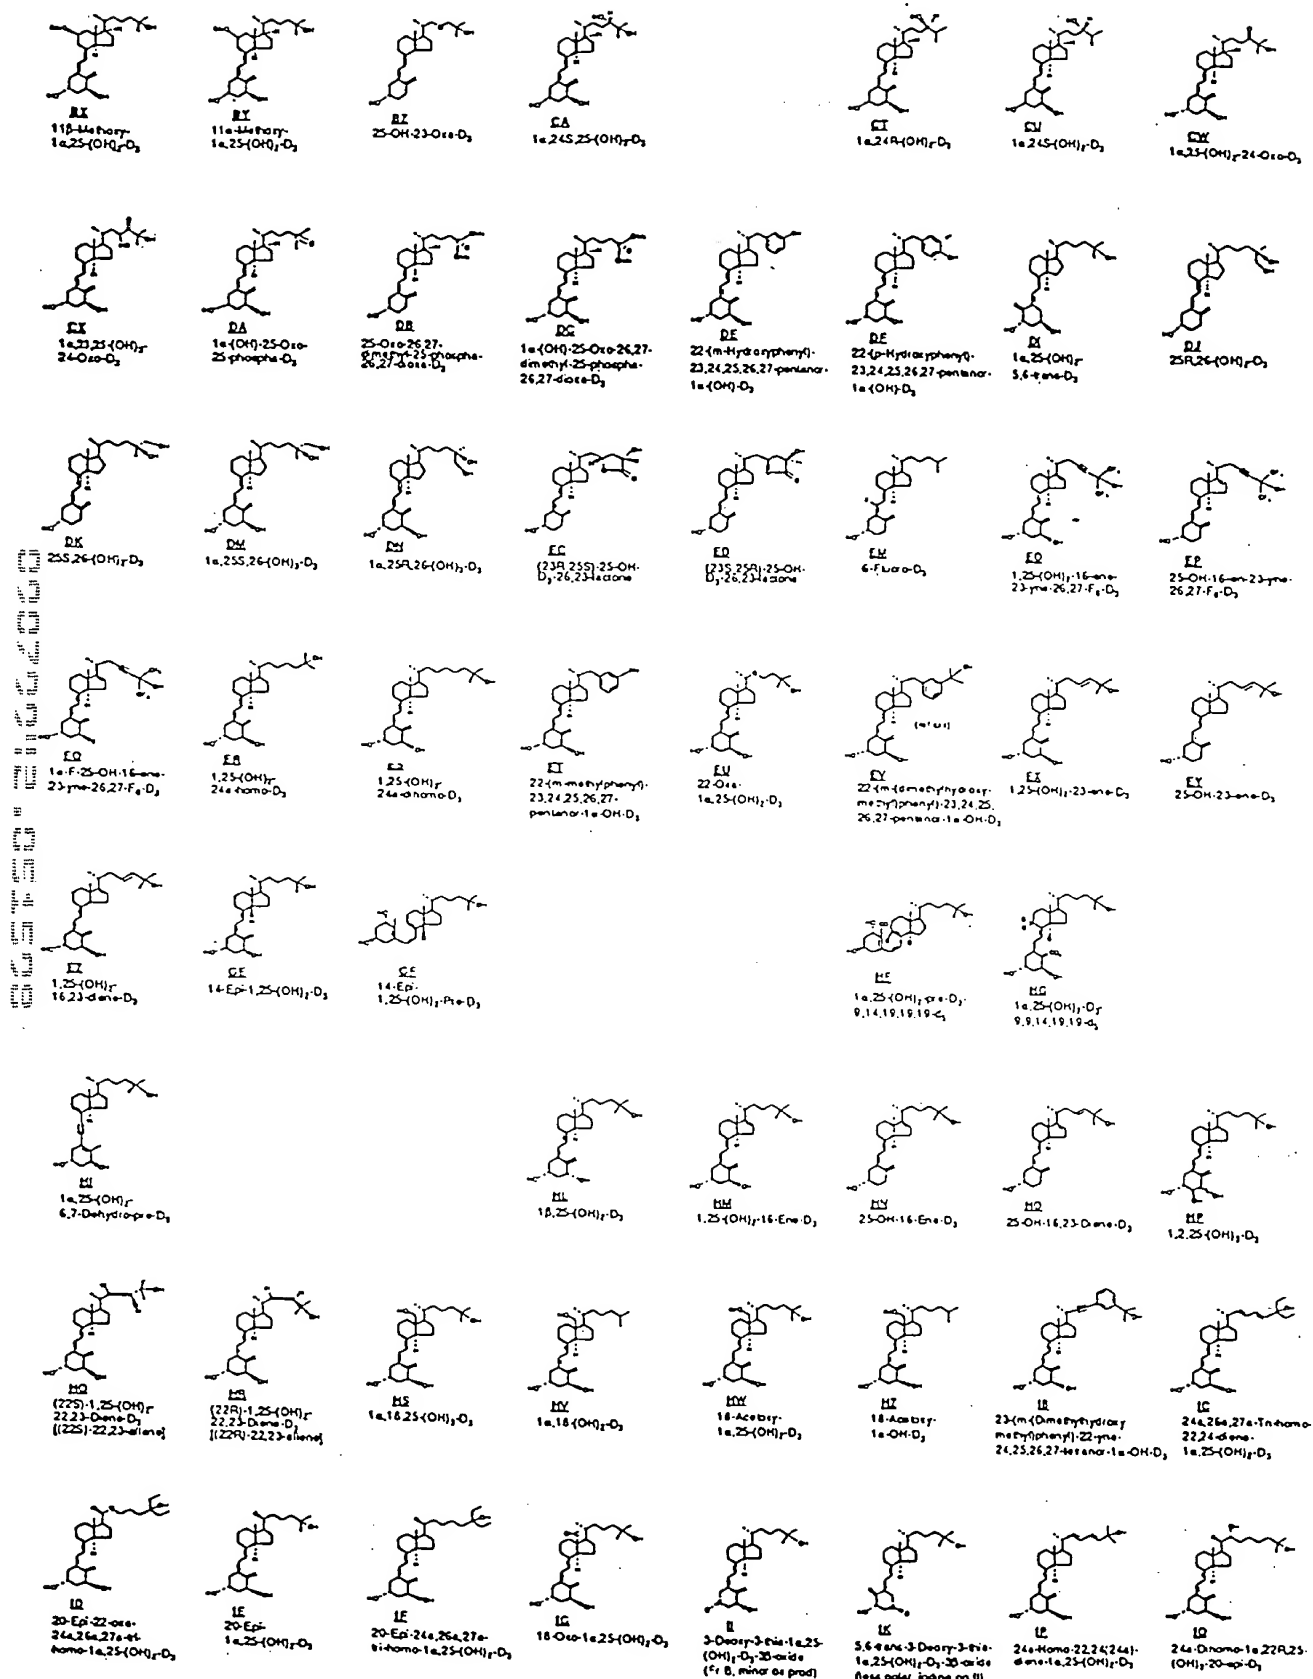 BX
11β-Methoxy-
1α,25-(OH)₂-D₃
BY
11α-Methoxy-
1α,25-(OH)₂-D₃
BZ
25-OH-23-Oxa-D₃
CA
1α,24S,25-(OH)₃-D₃
CT
1α,24R-(OH)₂-D₃
CU
1α,24S-(OH)₂-D₃
CW
1α,25-(OH)₂-24-Oxo-D₃
CX
1α,23,25-(OH)₃-
24-Oxo-D₃
DA
1α-(OH)-25-Oxo-
25-phospha-D₃
DB
25-Oxo-26,27-
dimethyl-25-phospha-
26,27-dioxa-D₃
DC
1α-(OH)-25-Oxo-26,27-
dimethyl-25-phospha-
26,27-dioxa-D₃
DE
22-(m-Hydroxyphenyl)-
23,24,25,26,27-pentanor-
1α-(OH)-D₃
DF
22-(p-Hydroxyphenyl)-
23,24,25,26,27-pentanor-
1α-(OH)-D₃
DI
1α,25-(OH)₂-
5,6-trans-D₃
DJ
25R,26-(OH)₂-D₃
DK
25S,26-(OH)₂-D₃
1α,25S,26-(OH)₃-D₃
1α,25R,26-(OH)₃-D₃
EC
(23R,25S)-25-OH-
D₃-26,23-lactone
ED
(23S,25R)-25-OH-
D₃-26,23-lactone
6-Fluoro-D₃
EO
1,25-(OH)₂-16-ene-
23-yne-26,27-F₆-D₃
EP
25-OH-16-en-23-yne-
26,27-F₆-D₃
EQ
1α-F-25-OH-16-ene-
23-yne-26,27-F₆-D₃
ER
1,25-(OH)₂-
24a-homo-D₃
ES
1,25-(OH)₂-
24a-dihomo-D₃
ET
22-(m-methylphenyl)-
23,24,25,26,27-
pentanor-1α-OH-D₃
EU
22-Oxa-
1α,25-(OH)₂-D₃
EV
22-(m-(dimethylhydroxy-
methyl)phenyl)-23,24,25,
26,27-pentanor-1α-OH-D₃
EX
1,25-(OH)₂-23-ene-D₃
EY
25-OH-23-ene-D₃
EZ
1,25-(OH)₂-
16,23-diene-D₃
GE
14-Epi-1,25-(OH)₂-D₃
GF
14-Epi-
1,25-(OH)₂-Pre-D₃
HF
1α,25-(OH)₂-pre-D₃-
9,14,19,19,19-d₅
HG
1α,25-(OH)₂-D₃-
9,9,14,19,19-d₅
HJ
1α,25-(OH)₂-
6,7-Dehydro-pre-D₃
HL
1β,25-(OH)₂-D₃
HM
1,25-(OH)₂-16-Ene-D₃
25-OH-16-Ene-D₃
HO
25-OH-16,23-Diene-D₃
HP
1,2,25-(OH)₃-D₃
HQ
(22S)-1,25-(OH)₂-
22,23-Diene-D₃
[(22S)-22,23-allene]
HR
(22R)-1,25-(OH)₂-
22,23-Diene-D₃
[(22R)-22,23-allene]
HS
1α,18,25-(OH)₃-D₃
HV
1α,18-(OH)₂-D₃
HW
18-Acetoxy-
1α,25-(OH)₂-D₃
HZ
18-Acetoxy-
1α-OH-D₃
IB
23-(m-(Dimethylhydroxy
methyl)phenyl)-22-yne-
24,25,26,27-tetranor-1α-OH-D₃
IC
24a,26a,27a-Tri-homo-
22,24-diene-
1α,25-(OH)₂-D₃
ID
20-Epi-22-oxa-
24a,26a,27a-tri-
homo-1α,25-(OH)₂-D₃
IE
20-Epi-
1α,25-(OH)₂-D₃
IF
20-Epi-24a,26a,27a-
tri-homo-1α,25-(OH)₂-D₃
IG
18-Oxo-1α,25-(OH)₂-D₃
3-Deoxy-3-thia-1α,25-
(OH)₂-D₃-3β-oxide
(Fr B, minor ox prod)
IK
5,6-trans-3-Deoxy-3-thia-
1α,25-(OH)₂-D₃-3β-oxide
IP
24a-Homo-22,24,(24a)-
diene-1α,25-(OH)₂-D₃
IQ
24a-Dihomo-1α,22R,25-
(OH)₃-20-epi-D₃